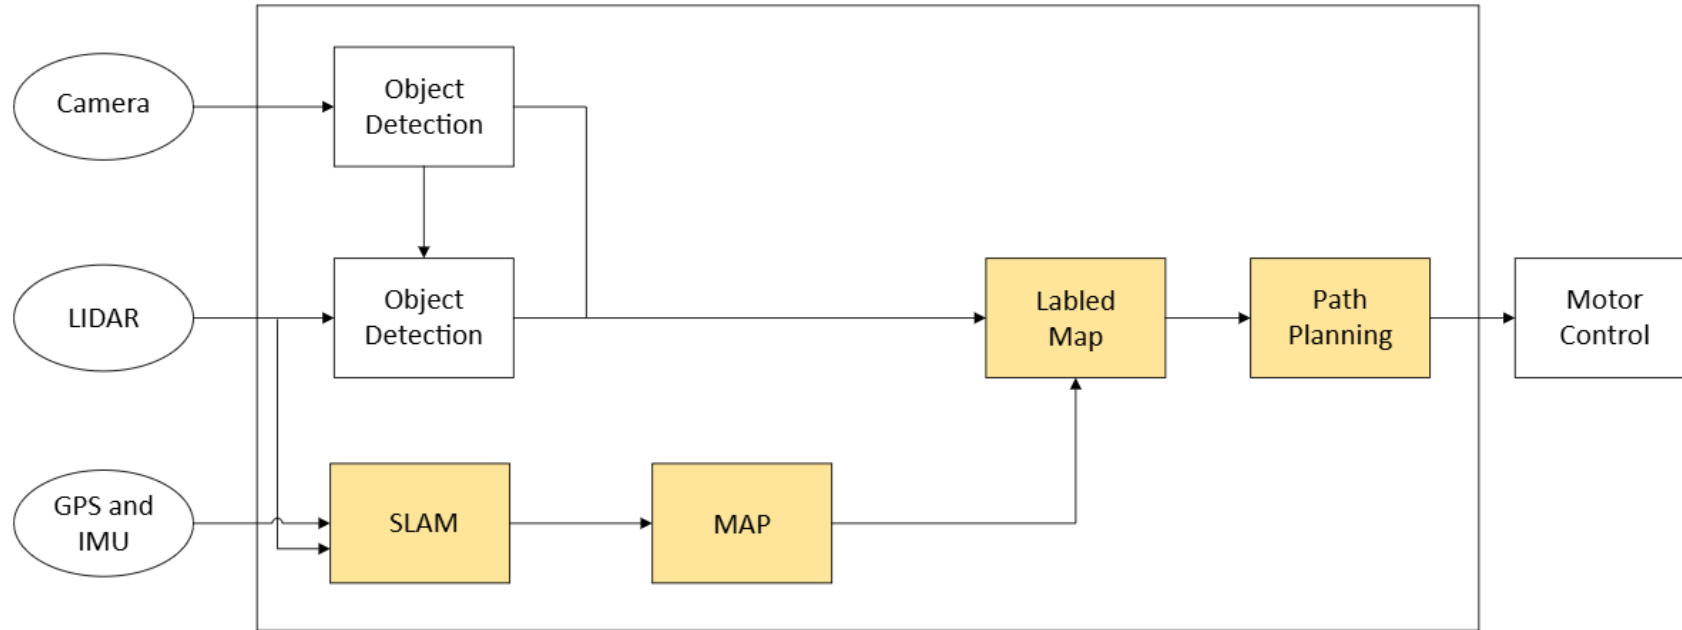 Camera
Object
Detection
LIDAR
Object
Detection
Labled
Map
Path
Planning
Motor
Control
GPS and
IMU
SLAM
MAP